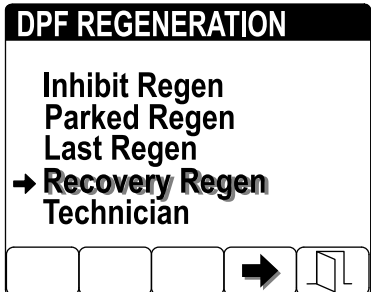 DPF REGENERATION
Inhibit Regen
Parked Regen
Last Regen
Recovery Regen
Technician